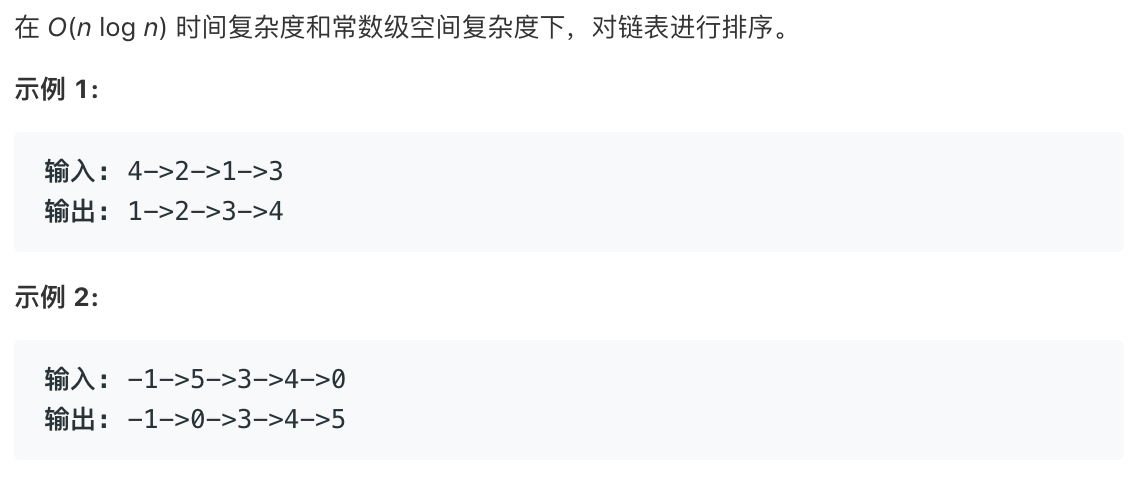 在 O(n log n) 时间复杂度和常数级空间复杂度下，对链表进行排序。
示例 1:
输入: 4->2->1->3
输出: 1->2->3->4
示例 2:
输入: -1->5->3->4->0
输出: -1->0->3->4->5